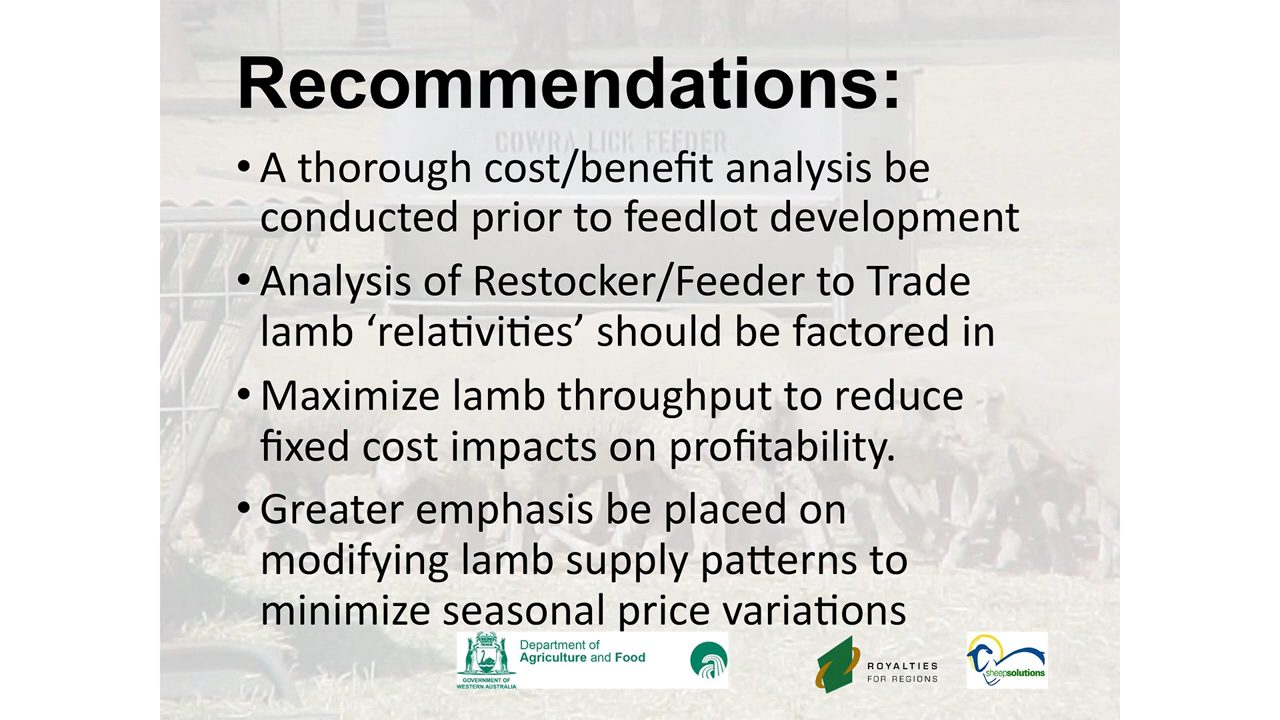 Recommendations:
COWRA LICK FEEDER
• A thorough cost/benefit analysis be
conducted prior to feedlot development
• Analysis of Restocker/Feeder to Trade
lamb ‘relativities’ should be factored in
• Maximize lamb throughput to reduce
fixed cost impacts on profitability.
• Greater emphasis be placed on
modifying lamb supply patterns to
minimize seasonal price variations
Department of
Agriculture and Food
GOVERNMENT OF
WESTERN AUSTRALIA
ROYALTIES
FOR REGIONS
sheepsolutions